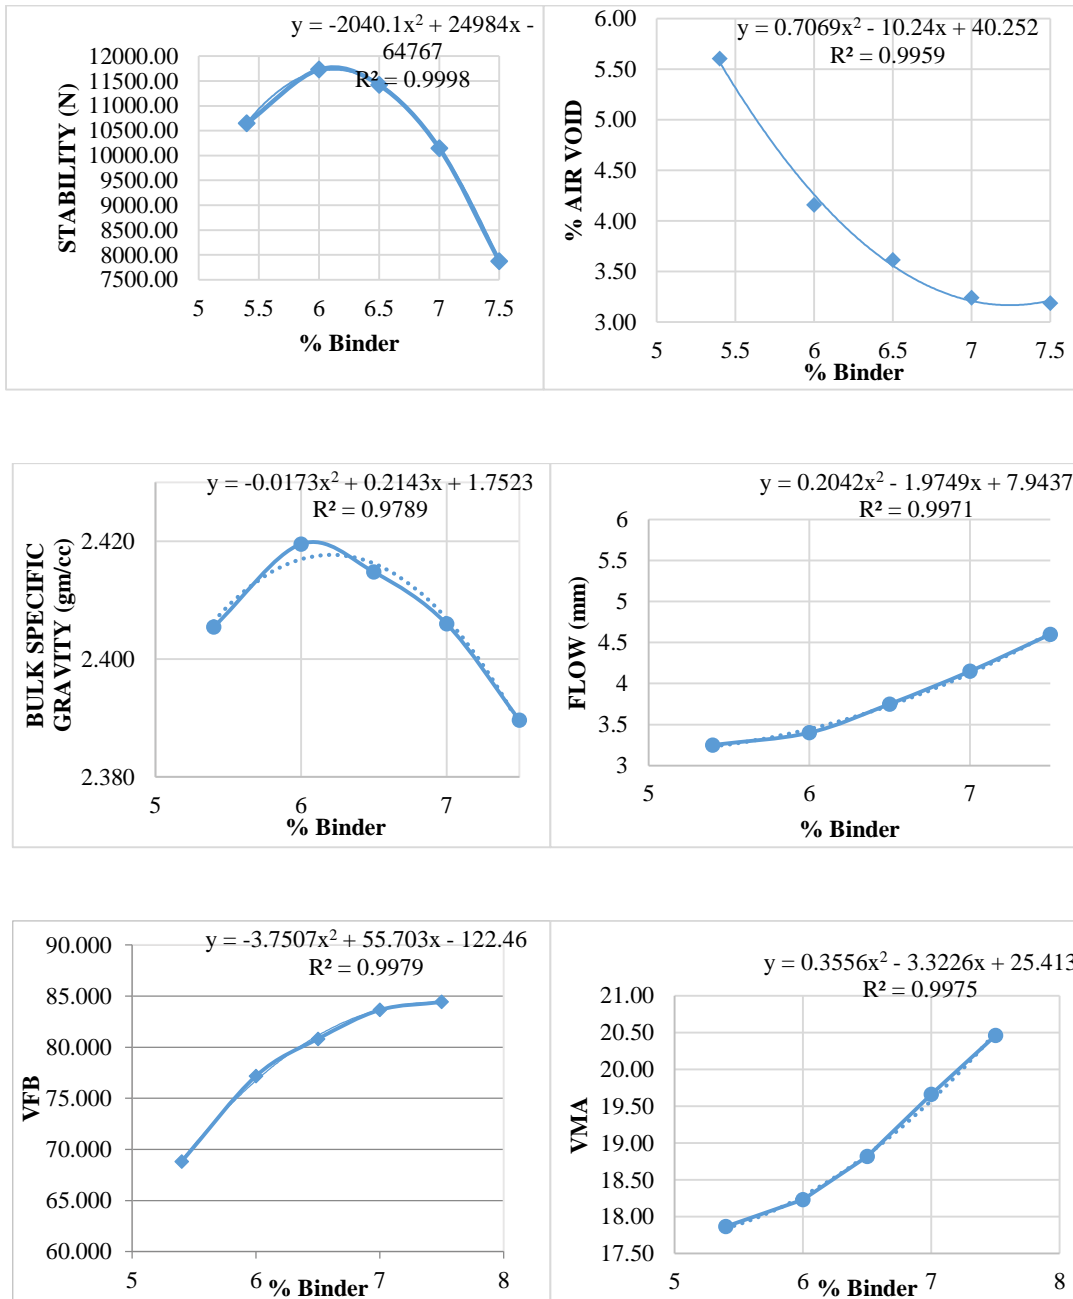 y = -2040.1x² + 24984x -
64767
R² = 0.9998
12000.00
11500.00
11000.00
10500.00
10000.00
9500.00
9000.00
8500.00
8000.00
7500.00
STABILITY (N)
5 5.5 6 6.5 7 7.5
% Binder
y = 0.7069x² - 10.24x + 40.252
R² = 0.9959
6.00
5.50
5.00
4.50
4.00
3.50
3.00
% AIR VOID
5 5.5 6 6.5 7 7.5
% Binder
y = -0.0173x² + 0.2143x + 1.7523
R² = 0.9789
2.420
2.400
2.380
BULK SPECIFIC
GRAVITY (gm/cc)
5 6 7
% Binder
y = 0.2042x² - 1.9749x + 7.9437
R² = 0.9971
6
5.5
5
4.5
4
3.5
3
FLOW (mm)
5 6 7
% Binder
y = -3.7507x² + 55.703x - 122.46
R² = 0.9979
90.000
85.000
80.000
75.000
70.000
65.000
60.000
VFB
5 6 7 8
% Binder
y = 0.3556x² - 3.3226x + 25.413
R² = 0.9975
21.00
20.50
20.00
19.50
19.00
18.50
18.00
17.50
VMA
5 6 7 8
% Binder